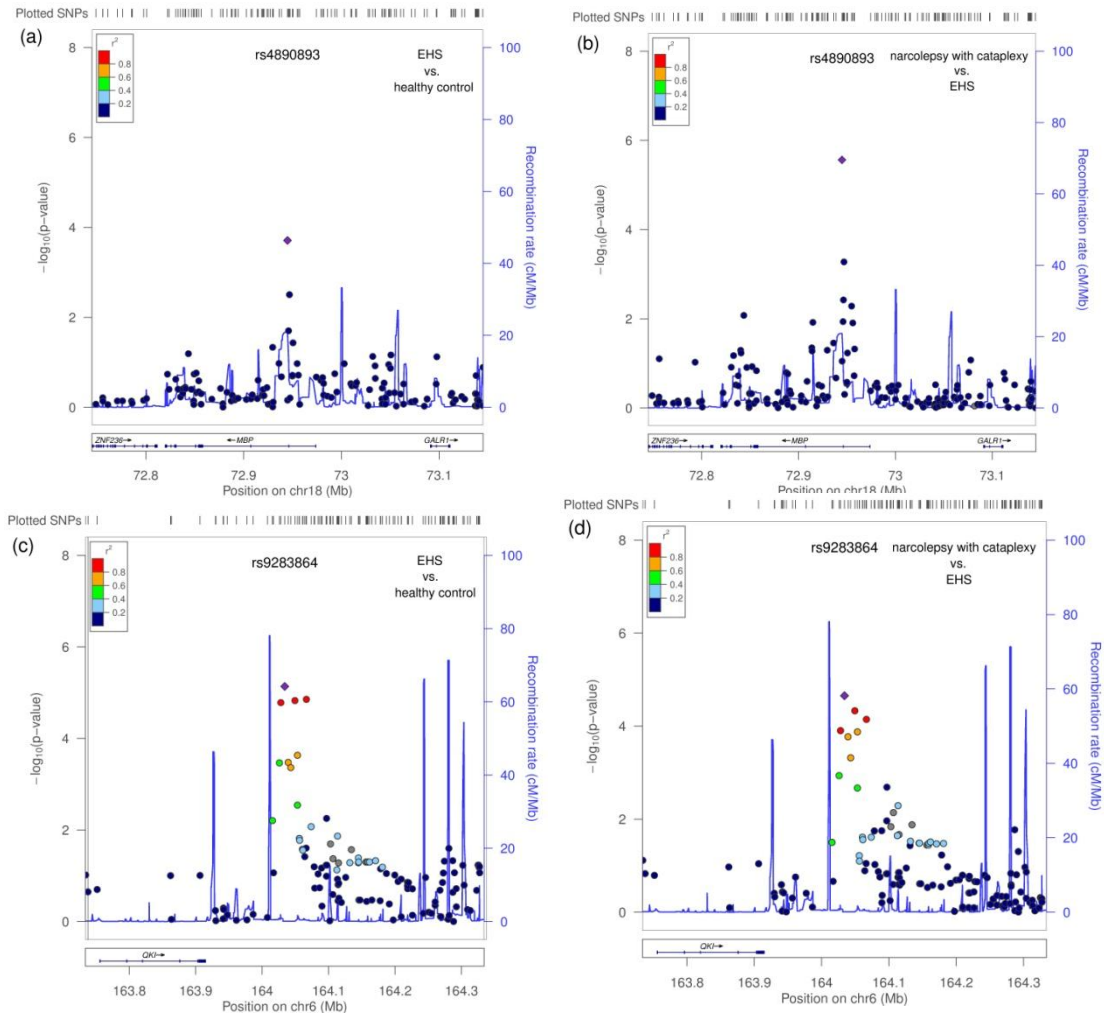 Plotted SNPs
(a)
r²
0.8
0.6
0.4
0.2
rs4890893
EHS
vs.
healthy control
8
6
4
2
0
−log₁₀(p−value)
100
80
60
40
20
0
Recombination rate (cM/Mb)
ZNF236→
←MBP
GALR1→
72.8
72.9
73
73.1
Position on chr18 (Mb)
Plotted SNPs
(b)
r²
0.8
0.6
0.4
0.2
rs4890893
narcolepsy with cataplexy
vs.
EHS
8
6
4
2
0
−log₁₀(p−value)
100
80
60
40
20
0
Recombination rate (cM/Mb)
ZNF236→
←MBP
GALR1→
72.8
72.9
73
73.1
Position on chr18 (Mb)
Plotted SNPs
(c)
r²
0.8
0.6
0.4
0.2
rs9283864
EHS
vs.
healthy control
8
6
4
2
0
−log₁₀(p−value)
100
80
60
40
20
0
Recombination rate (cM/Mb)
QKI→
163.8
163.9
164
164.1
164.2
164.3
Position on chr6 (Mb)
Plotted SNPs
(d)
r²
0.8
0.6
0.4
0.2
rs9283864
narcolepsy with cataplexy
vs.
EHS
8
6
4
2
0
−log₁₀(p−value)
100
80
60
40
20
0
Recombination rate (cM/Mb)
QKI→
163.8
163.9
164
164.1
164.2
164.3
Position on chr6 (Mb)